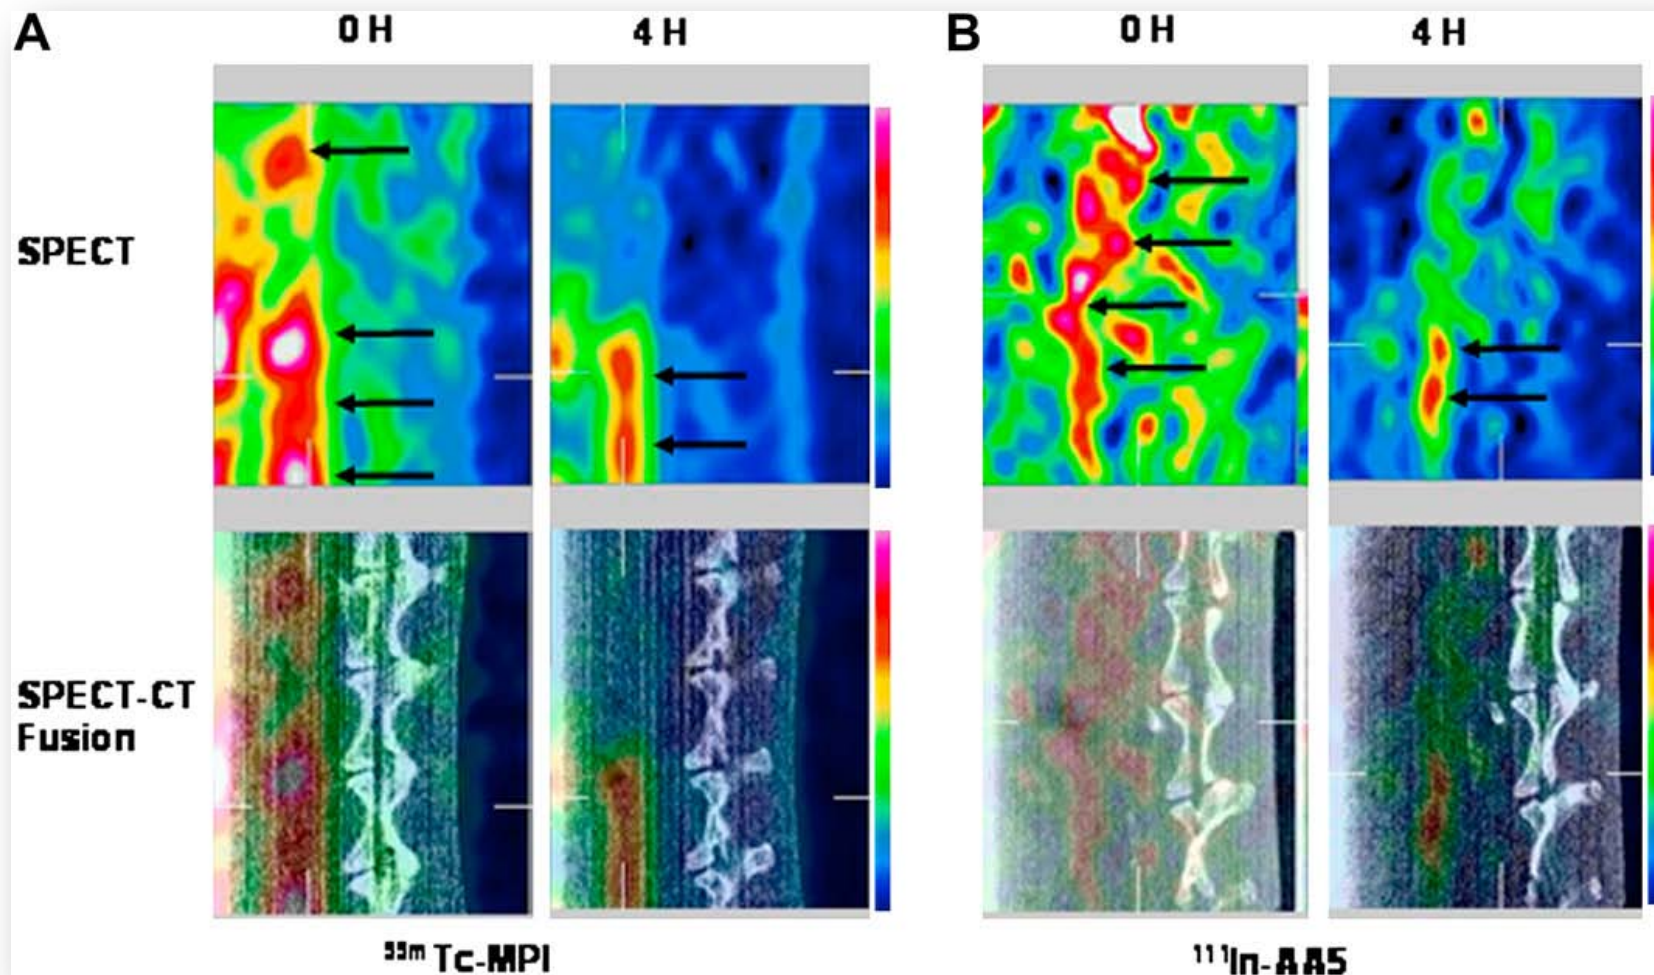 A
0 H
4 H
B
0 H
4 H
SPECT
SPECT-CT
Fusion
⁹⁹ᵐ Tc-MPI
¹¹¹In-AA5